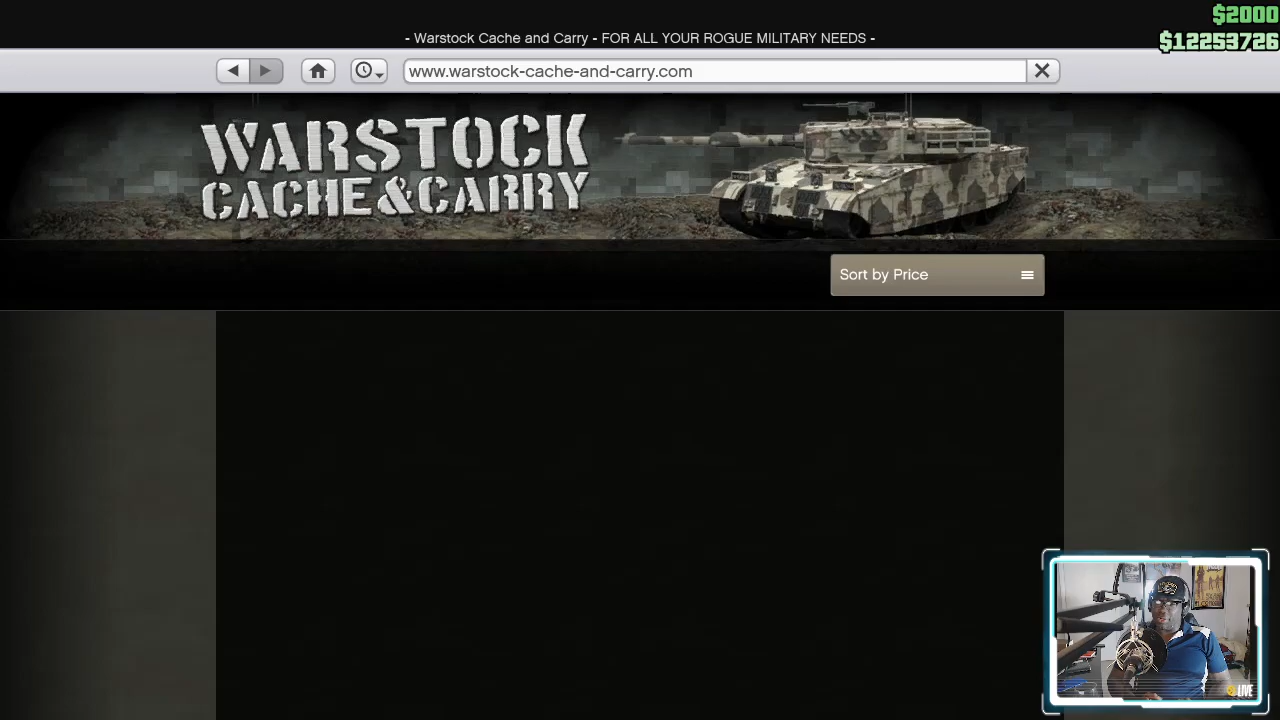 $2000
- Warstock Cache and Carry - FOR ALL YOUR ROGUE MILITARY NEEDS -
$12253726
www.warstock-cache-and-carry.com
WARSTOCK
CACHE&CARRY
Sort by Price
LIVE